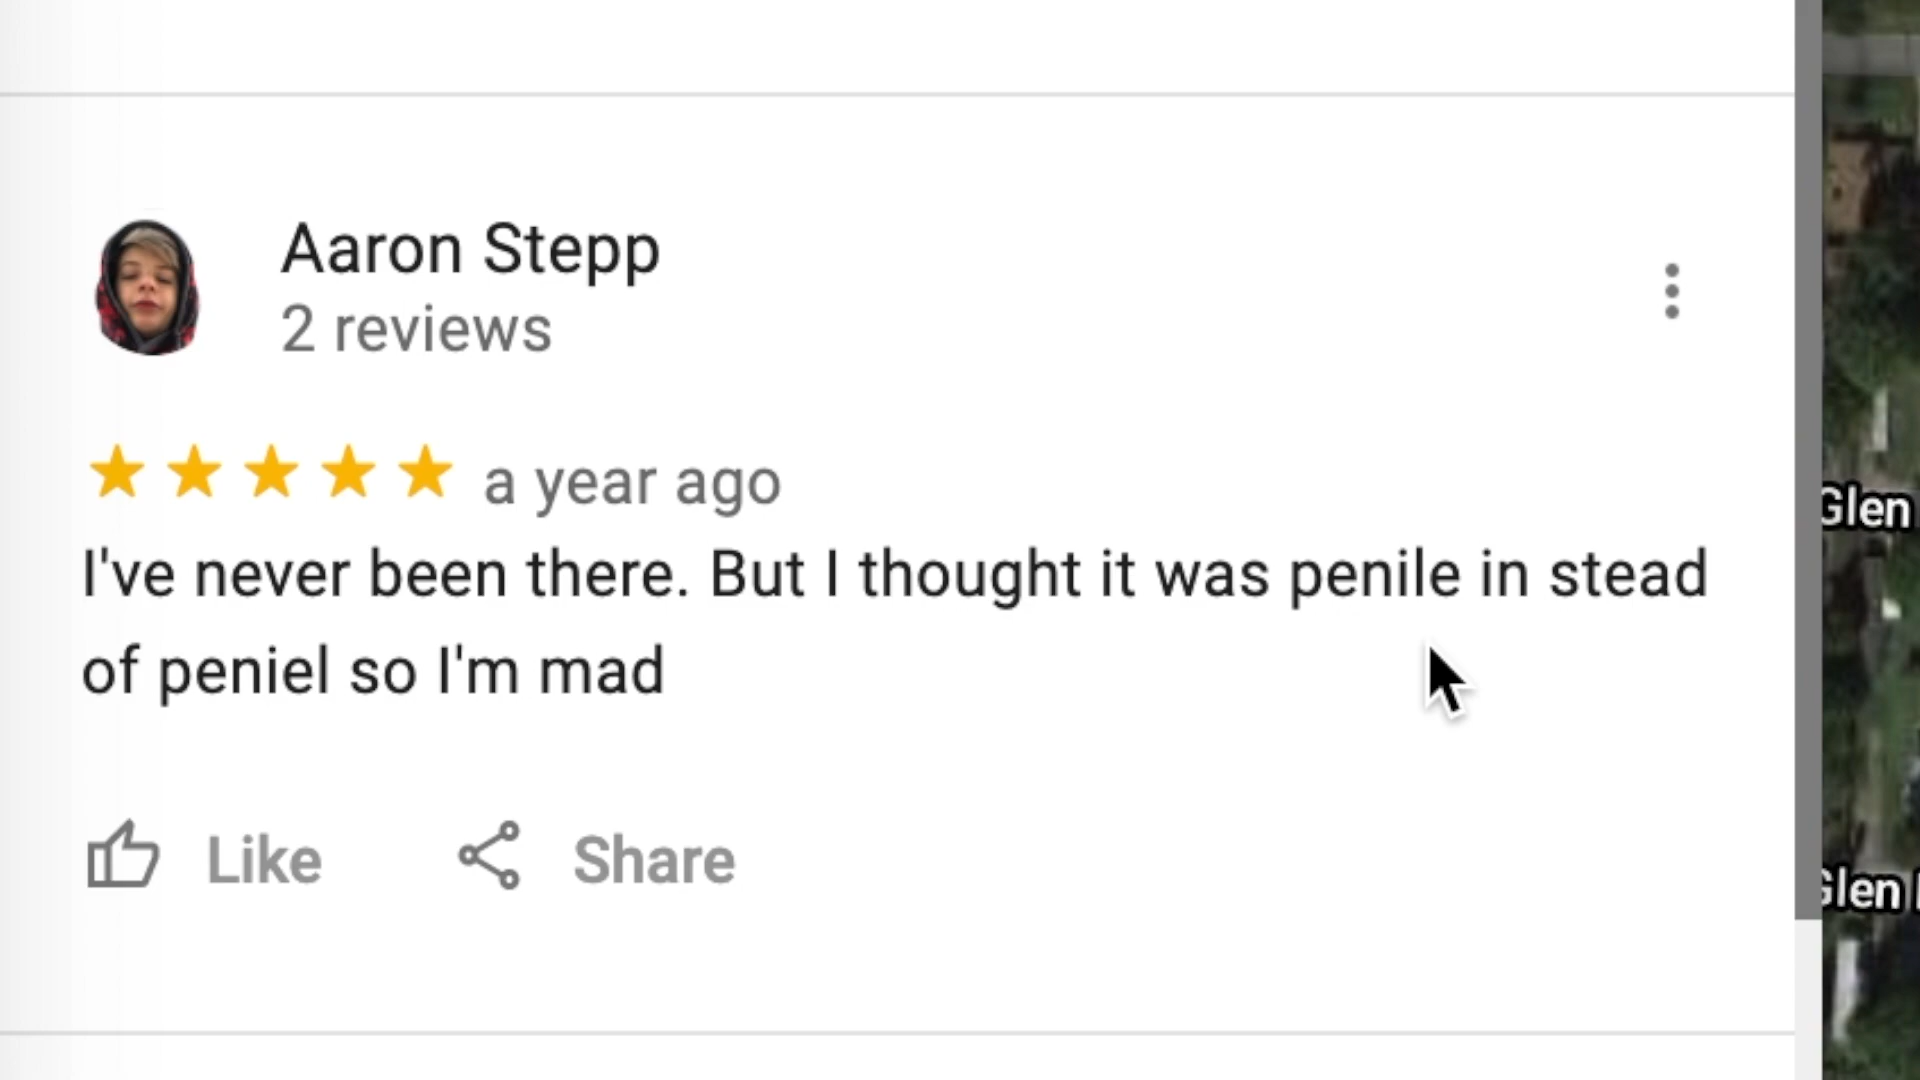 Aaron Stepp
2 reviews
a year ago
I've never been there. But I thought it was penile in stead
of peniel so I'm mad
Like
Share
Glen
Glen